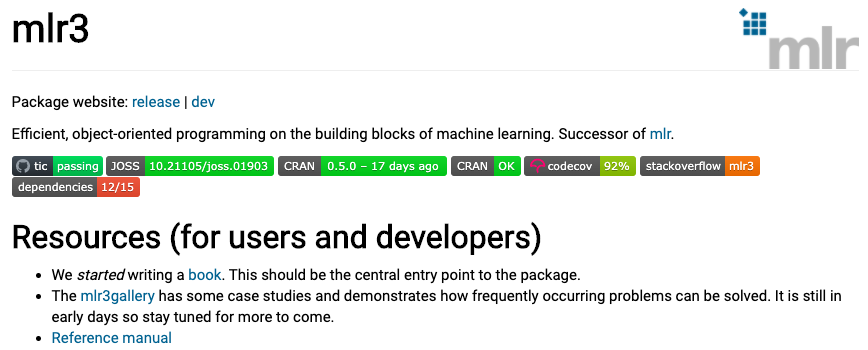 mlr3
mlr
Package website: release | dev
Efficient, object-oriented programming on the building blocks of machine learning. Successor of mlr.
tic passing JOSS 10.21105/joss.01903 CRAN 0.5.0 – 17 days ago CRAN OK codecov 92% stackoverflow mlr3
dependencies 12/15
Resources (for users and developers)
• We started writing a book. This should be the central entry point to the package.
• The mlr3gallery has some case studies and demonstrates how frequently occurring problems can be solved. It is still in
early days so stay tuned for more to come.
• Reference manual